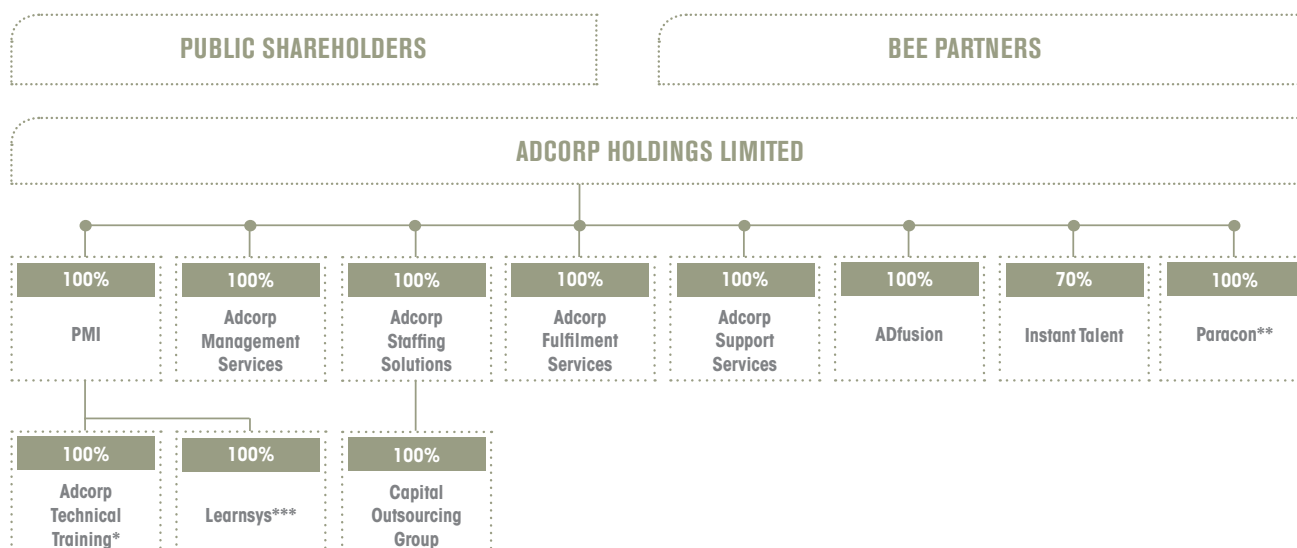 PUBLIC SHAREHOLDERS
BEE PARTNERS
ADCORP HOLDINGS LIMITED
100%
PMI
100%
Adcorp
Management
Services
100%
Adcorp
Staffing
Solutions
100%
Adcorp
Fulfilment
Services
100%
Adcorp
Support
Services
100%
ADfusion
70%
Instant Talent
100%
Paracon**
100%
Adcorp
Technical
Training*
100%
Learnsys***
100%
Capital
Outsourcing
Group